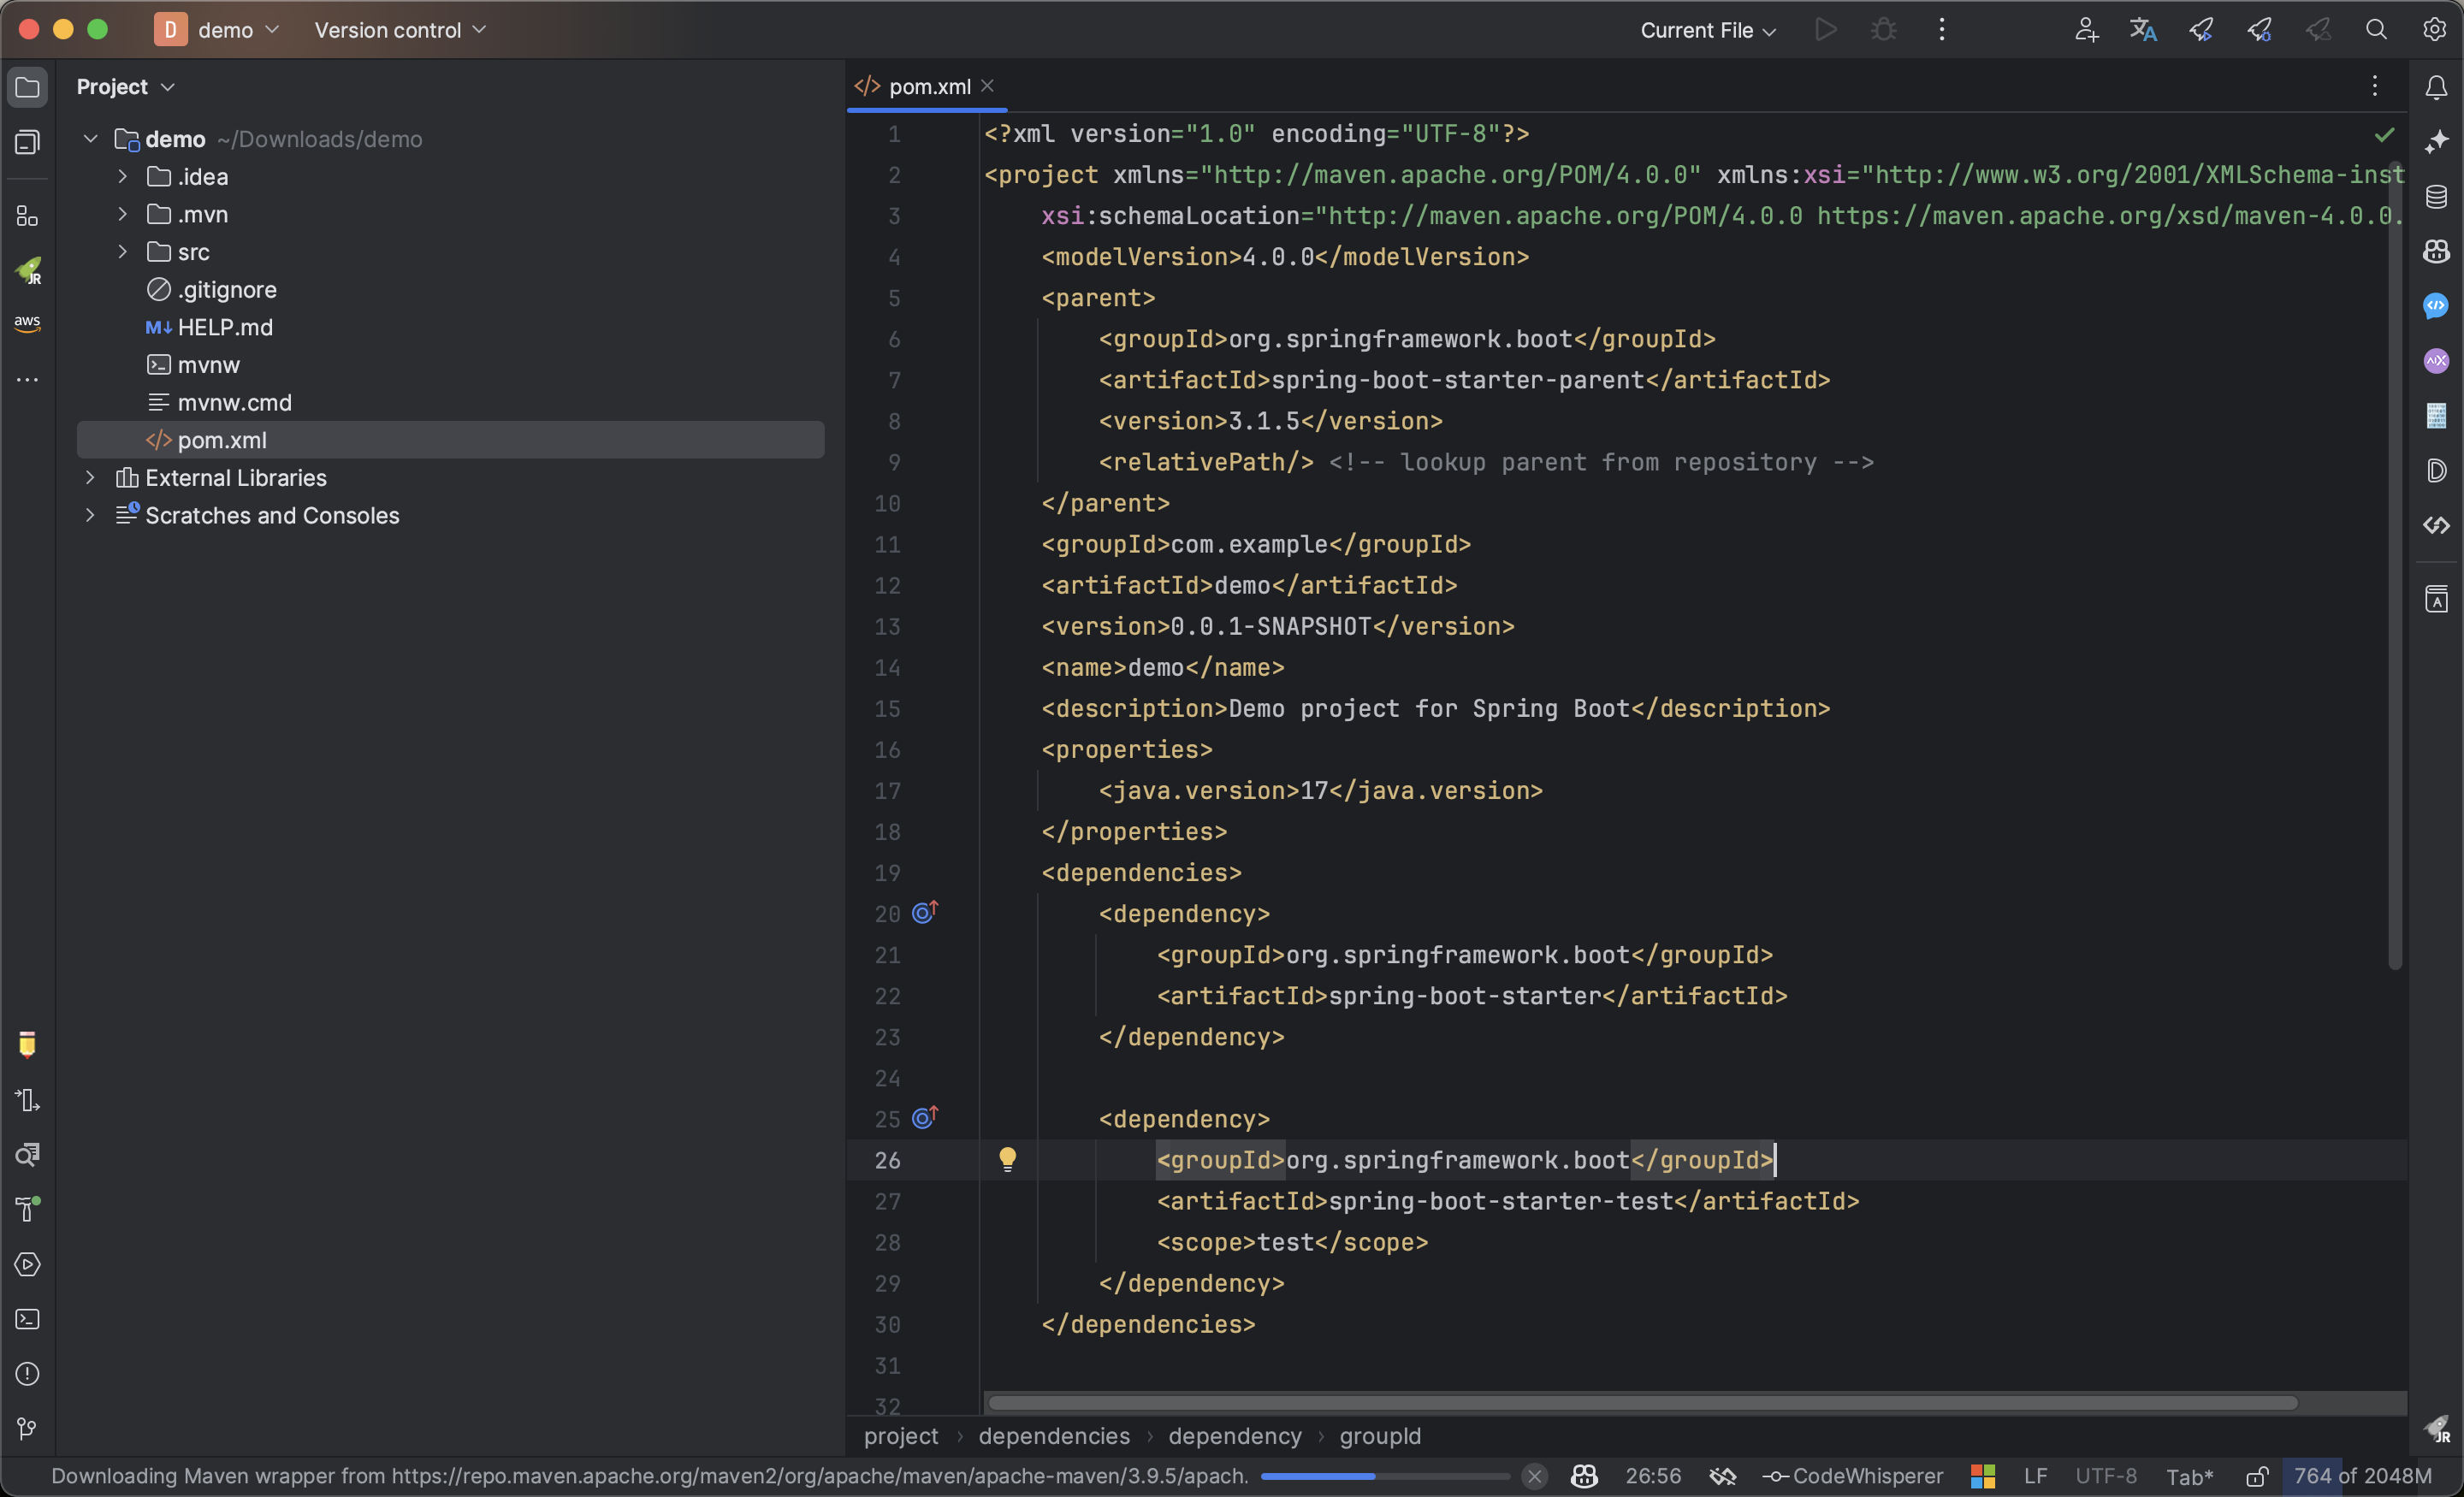 D demo Version control Current File
Project
demo ~/Downloads/demo
.idea
.mvn
src
.gitignore
M↓ HELP.md
mvnw
mvnw.cmd
</> pom.xml
External Libraries
Scratches and Consoles
JR
aws
</> pom.xml
1 <?xml version="1.0" encoding="UTF-8"?>
2 <project xmlns="http://maven.apache.org/POM/4.0.0" xmlns:xsi="http://www.w3.org/2001/XMLSchema-inst
3 xsi:schemaLocation="http://maven.apache.org/POM/4.0.0 https://maven.apache.org/xsd/maven-4.0.0.
4 <modelVersion>4.0.0</modelVersion>
5 <parent>
6 <groupId>org.springframework.boot</groupId>
7 <artifactId>spring-boot-starter-parent</artifactId>
8 <version>3.1.5</version>
9 <relativePath/> <!-- lookup parent from repository -->
10 </parent>
11 <groupId>com.example</groupId>
12 <artifactId>demo</artifactId>
13 <version>0.0.1-SNAPSHOT</version>
14 <name>demo</name>
15 <description>Demo project for Spring Boot</description>
16 <properties>
17 <java.version>17</java.version>
18 </properties>
19 <dependencies>
20 <dependency>
21 <groupId>org.springframework.boot</groupId>
22 <artifactId>spring-boot-starter</artifactId>
23 </dependency>
24
25 <dependency>
26 <groupId>org.springframework.boot</groupId>
27 <artifactId>spring-boot-starter-test</artifactId>
28 <scope>test</scope>
29 </dependency>
30 </dependencies>
31
32
project › dependencies › dependency › groupId
JR
Downloading Maven wrapper from https://repo.maven.apache.org/maven2/org/apache/maven/apache-maven/3.9.5/apach. 26:56 CodeWhisperer LF UTF-8 Tab* 764 of 2048M